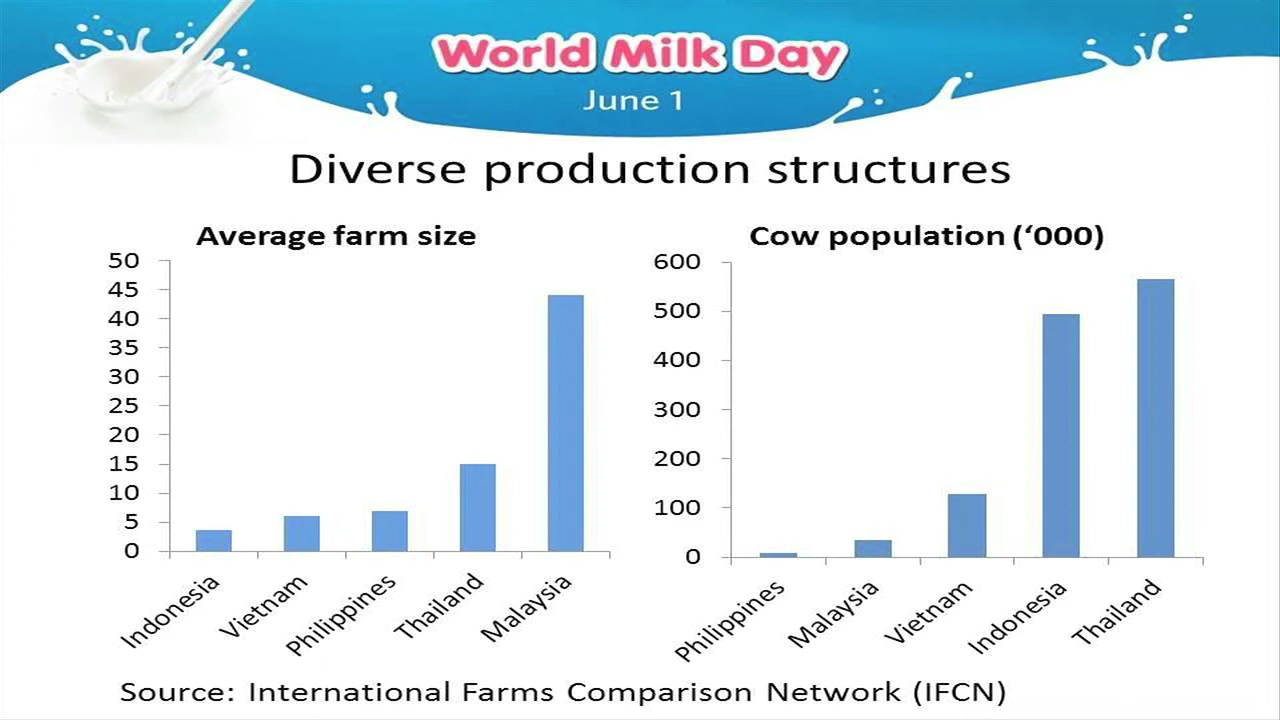 World Milk Day
June 1
Diverse production structures
Average farm size
50
45
40
35
30
25
20
15
10
5
0
Indonesia
Vietnam
Philippines
Thailand
Malaysia
Cow population (‘000)
600
500
400
300
200
100
0
Philippines
Malaysia
Vietnam
Indonesia
Thailand
Source: International Farms Comparison Network (IFCN)